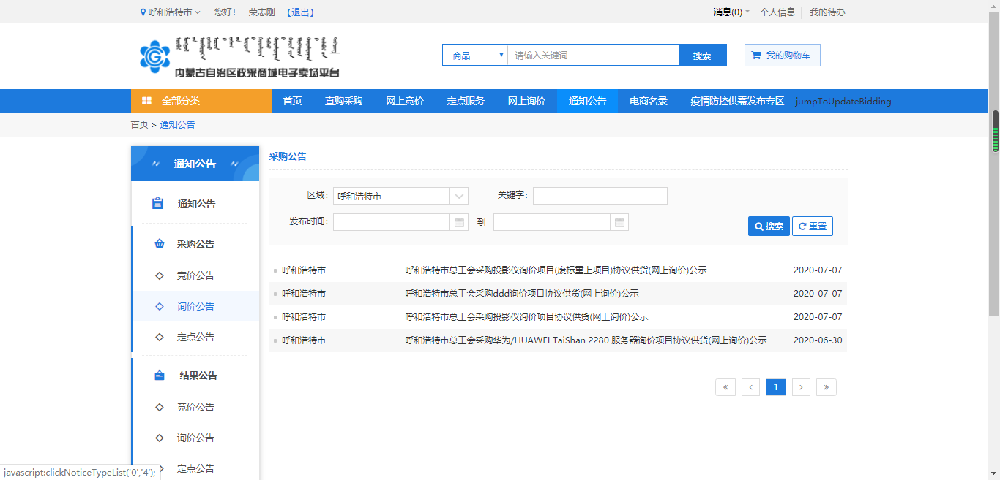 呼和浩特市 您好! 荣志刚 【退出】 消息(0) 个人信息 我的待办
内蒙古自治区政采商城电子卖场平台
商品 请输入关键词 搜索 我的购物车
全部分类 首页 直购采购 网上竞价 定点服务 网上询价 通知公告 电商名录 疫情防控供需发布专区 jumpToUpdateBidding
首页 > 通知公告
通知公告
通知公告
采购公告
竞价公告
询价公告
定点公告
结果公告
竞价公告
询价公告
定点公告
采购公告
区域: 呼和浩特市 关键字:
发布时间: 到 搜索 重置
呼和浩特市 呼和浩特市总工会采购投影仪询价项目(废标重上项目)协议供货(网上询价)公示 2020-07-07
呼和浩特市 呼和浩特市总工会采购ddd询价项目协议供货(网上询价)公示 2020-07-07
呼和浩特市 呼和浩特市总工会采购投影仪询价项目协议供货(网上询价)公示 2020-07-07
呼和浩特市 呼和浩特市总工会采购华为/HUAWEI TaiShan 2280 服务器询价项目协议供货(网上询价)公示 2020-06-30
« ‹ 1 › »
javascript:clickNoticeTypeList('0','4');